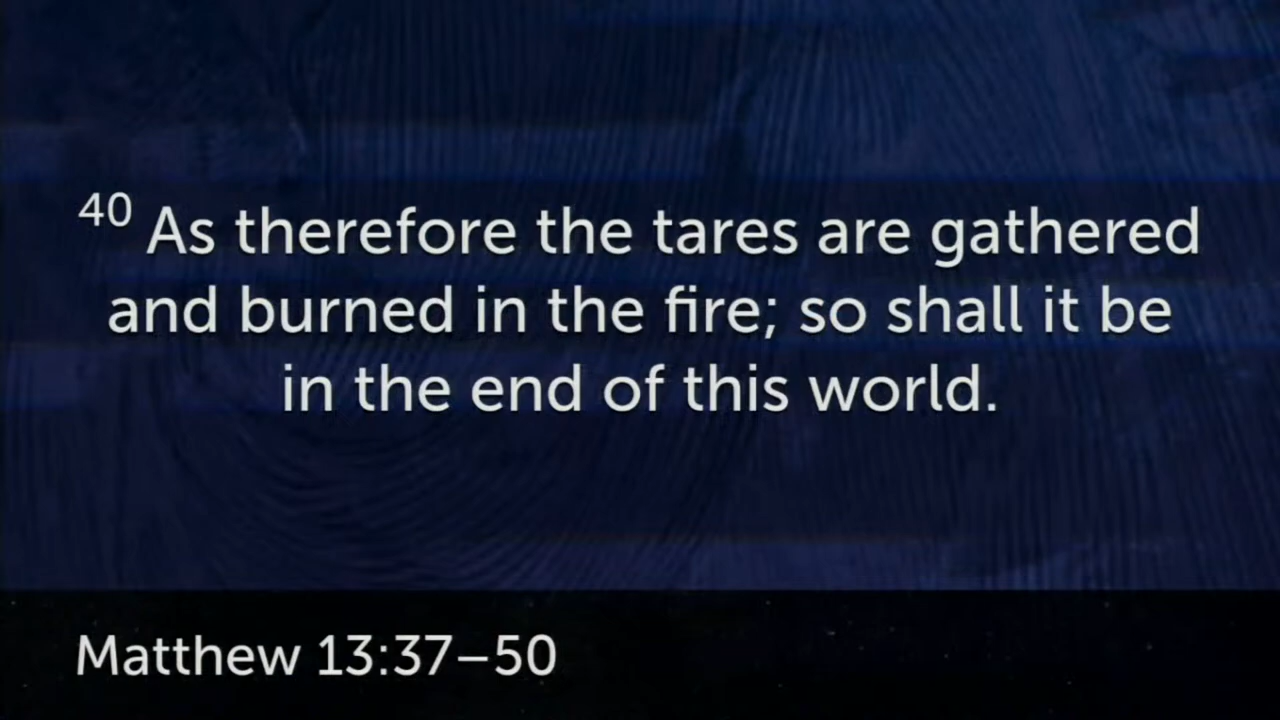 40 As therefore the tares are gathered
and burned in the fire; so shall it be
in the end of this world.
Matthew 13:37–50